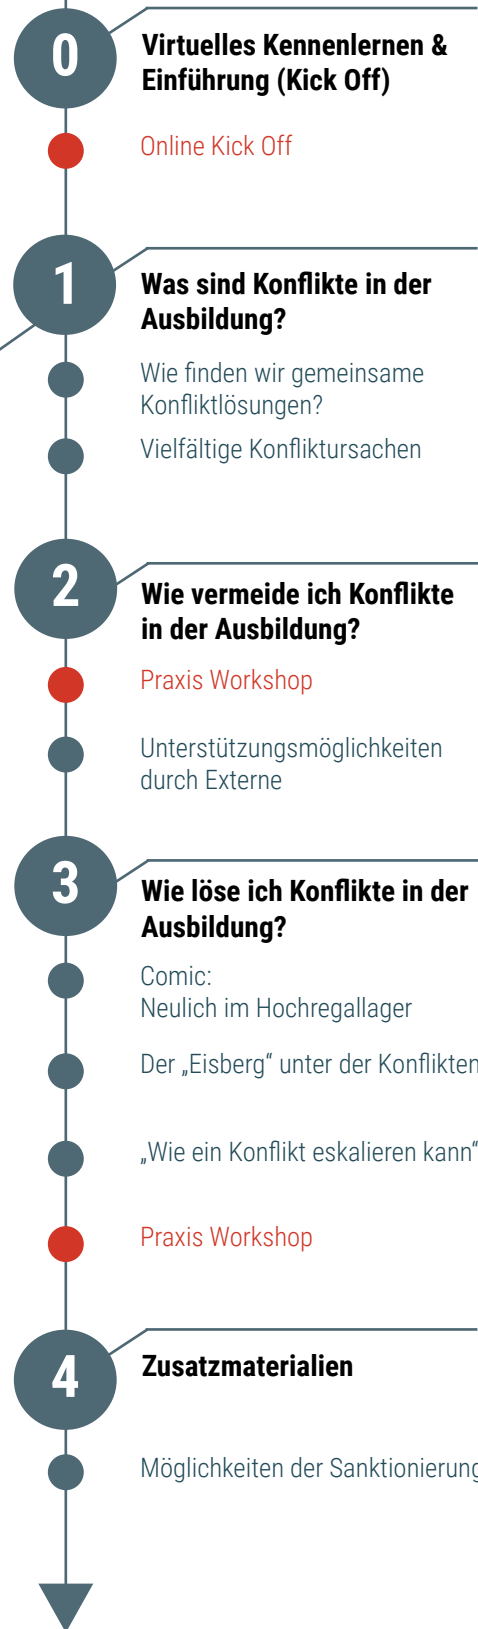 0
Virtuelles Kennenlernen &
Einführung (Kick Off)
Online Kick Off
1
Was sind Konflikte in der
Ausbildung?
Wie finden wir gemeinsame
Konfliktlösungen?
Vielfältige Konfliktursachen
2
Wie vermeide ich Konflikte
in der Ausbildung?
Praxis Workshop
Unterstützungsmöglichkeiten
durch Externe
3
Wie löse ich Konflikte in der
Ausbildung?
Comic:
Neulich im Hochregallager
Der „Eisberg“ unter der Konflikten
„Wie ein Konflikt eskalieren kann“
Praxis Workshop
4
Zusatzmaterialien
Möglichkeiten der Sanktionierung